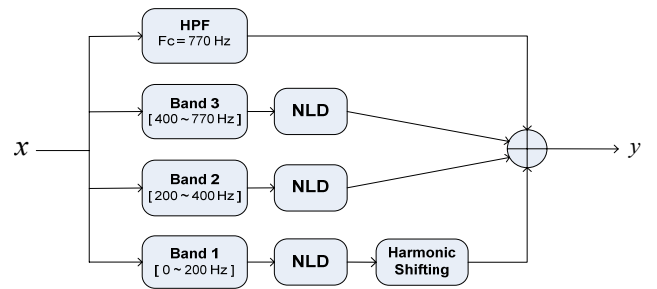 HPF
Fc = 770 Hz
Band 3
[ 400 ~ 770 Hz ]
NLD
x
y
Band 2
[ 200 ~ 400 Hz ]
NLD
Band 1
[ 0 ~ 200 Hz ]
NLD
Harmonic
Shifting